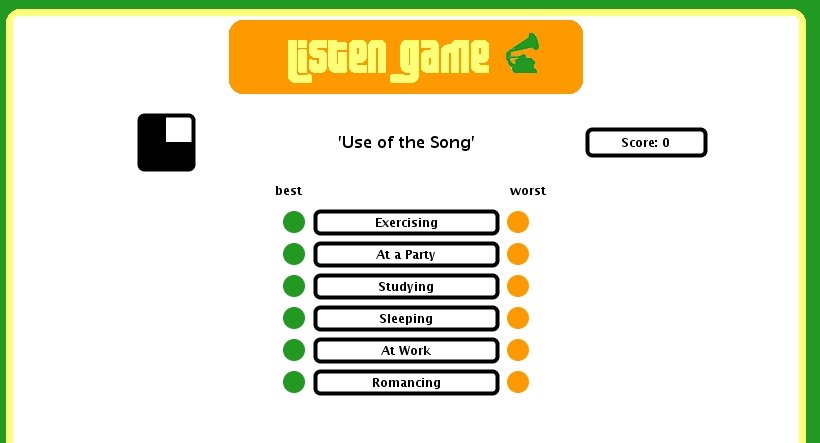 Listen game
'Use of the Song'
Score: 0
best worst
Exercising
At a Party
Studying
Sleeping
At Work
Romancing